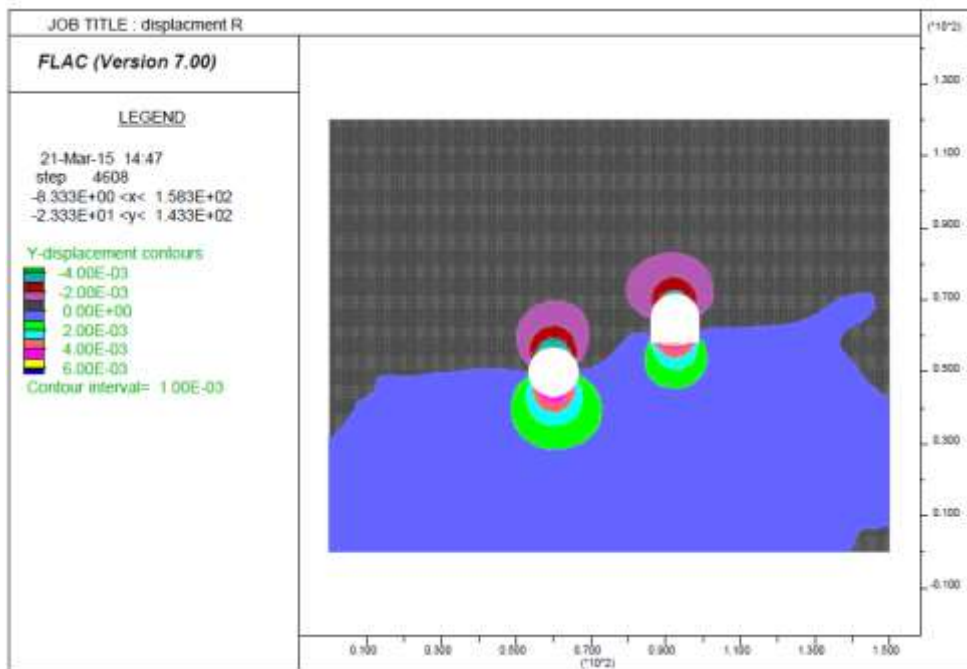 JOB TITLE : displacment R
FLAC (Version 7.00)
LEGEND
21-Mar-15 14:47
step 4608
-8.333E+00 <x< 1.583E+02
-2.333E+01 <y< 1.433E+02
Y-displacement contours
-4.00E-03
-2.00E-03
0.00E+00
2.00E-03
4.00E-03
6.00E-03
Contour interval= 1.00E-03
(*10^2)
1.300
1.100
0.900
0.700
0.500
0.300
0.100
-0.100
0.100 0.300 0.500 0.700 0.900 1.100 1.300 1.500
(*10^2)